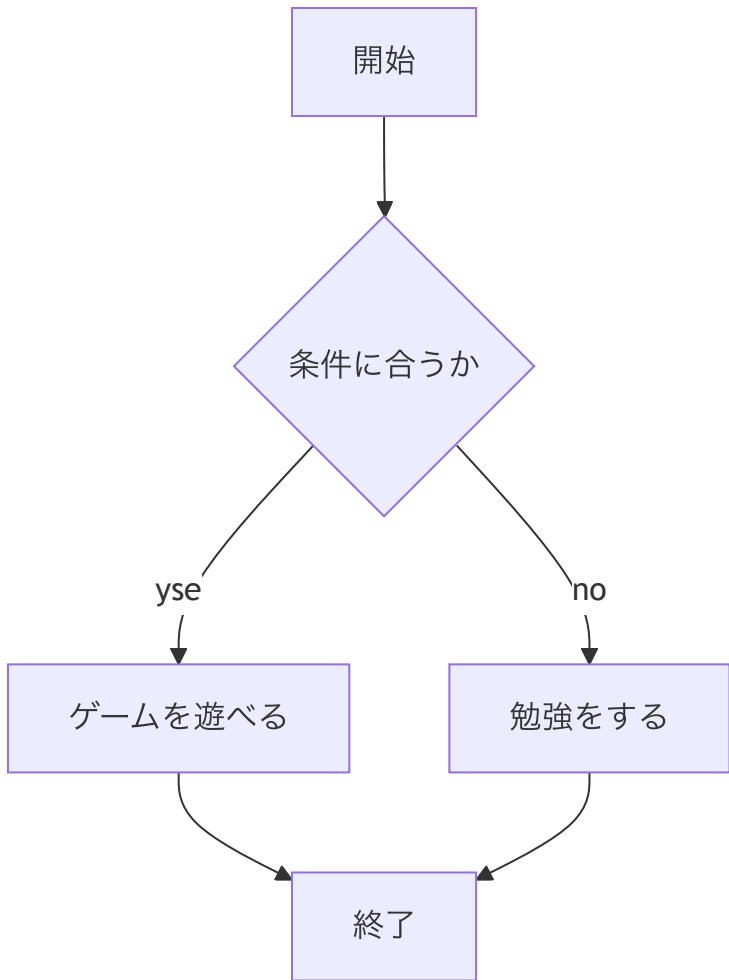 開始
条件に合うか
yse
no
ゲームを遊べる
勉強をする
終了